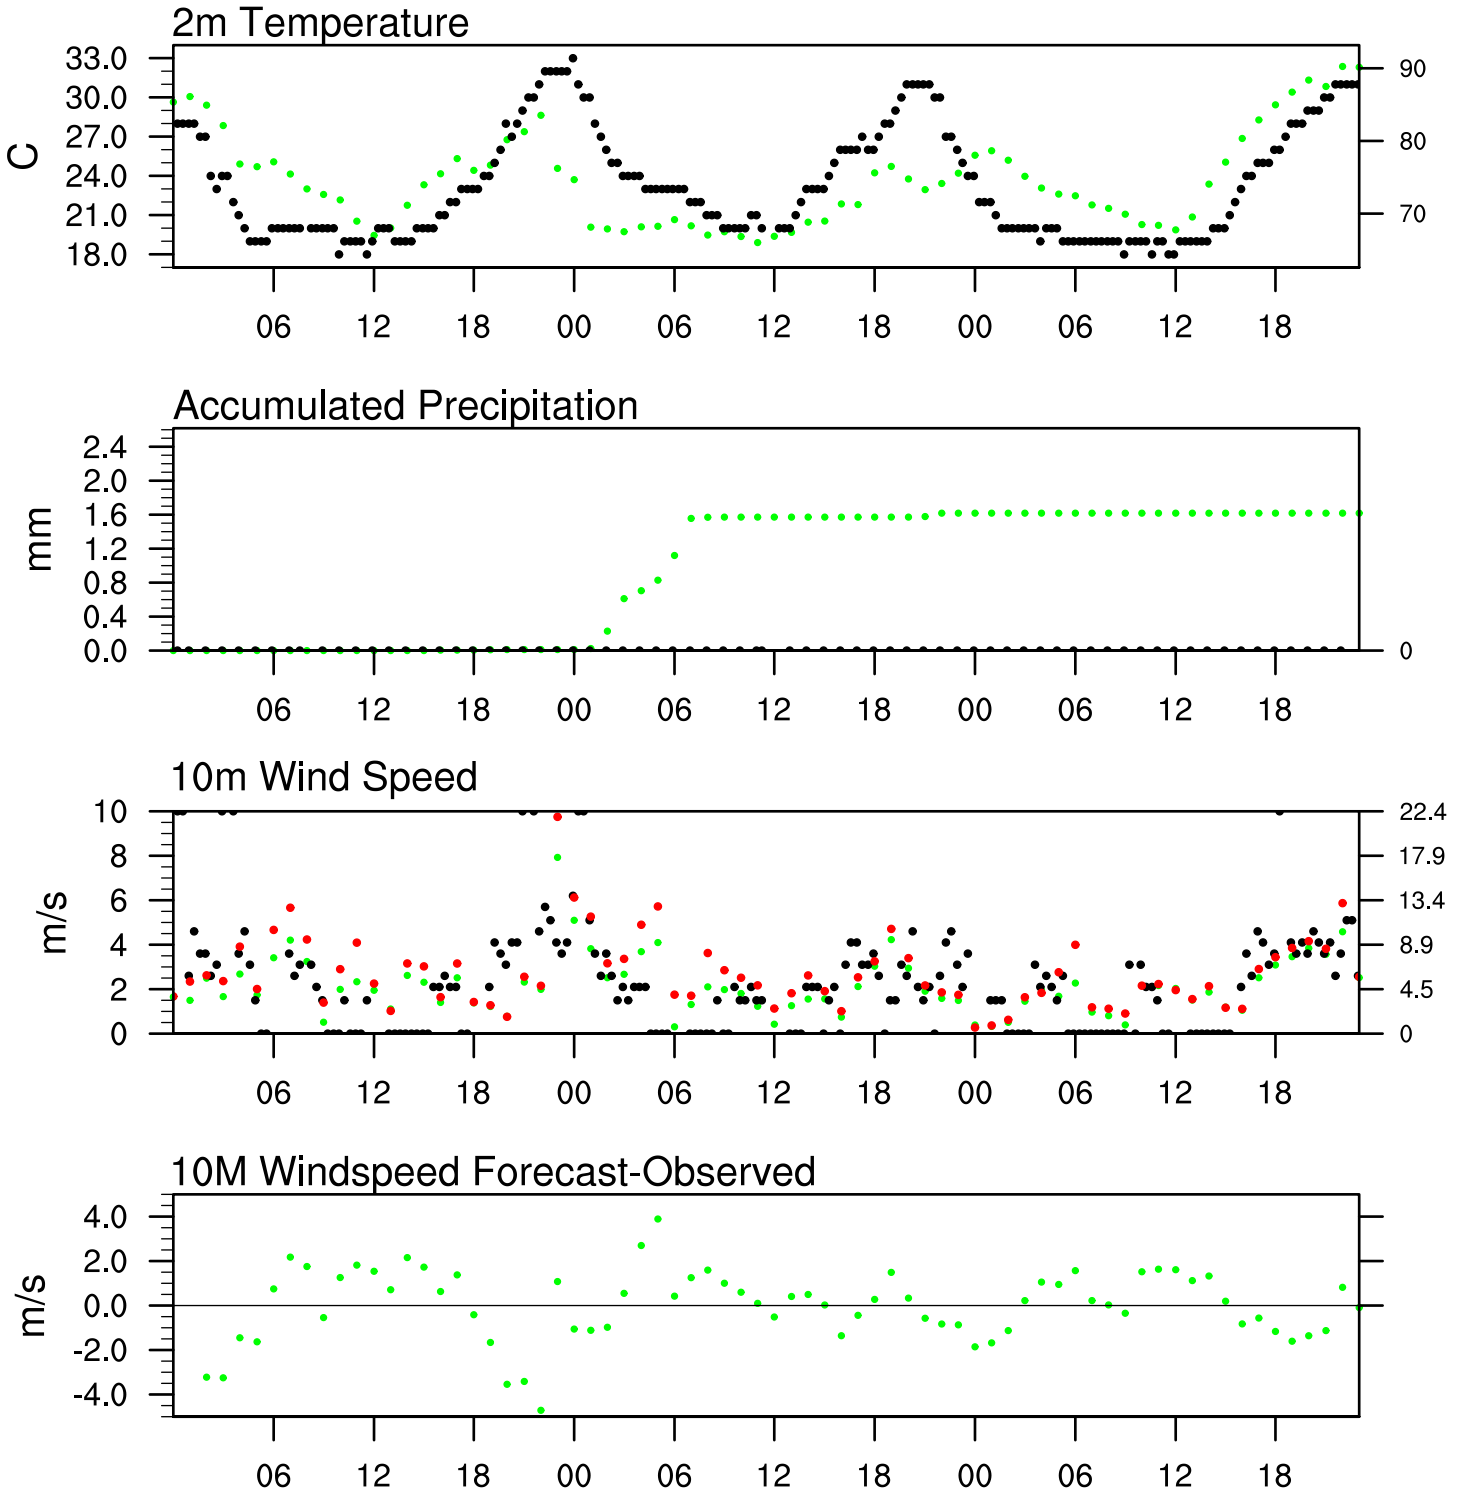 2m Temperature
33.0
30.0
27.0
24.0
21.0
18.0
C
90
80
70
06 12 18 00 06 12 18 00 06 12 18
Accumulated Precipitation
2.4
2.0
1.6
1.2
0.8
0.4
0.0
mm
0
06 12 18 00 06 12 18 00 06 12 18
10m Wind Speed
10
8
6
4
2
0
m/s
22.4
17.9
13.4
8.9
4.5
0
06 12 18 00 06 12 18 00 06 12 18
10M Windspeed Forecast-Observed
4.0
2.0
0.0
-2.0
-4.0
m/s
06 12 18 00 06 12 18 00 06 12 18